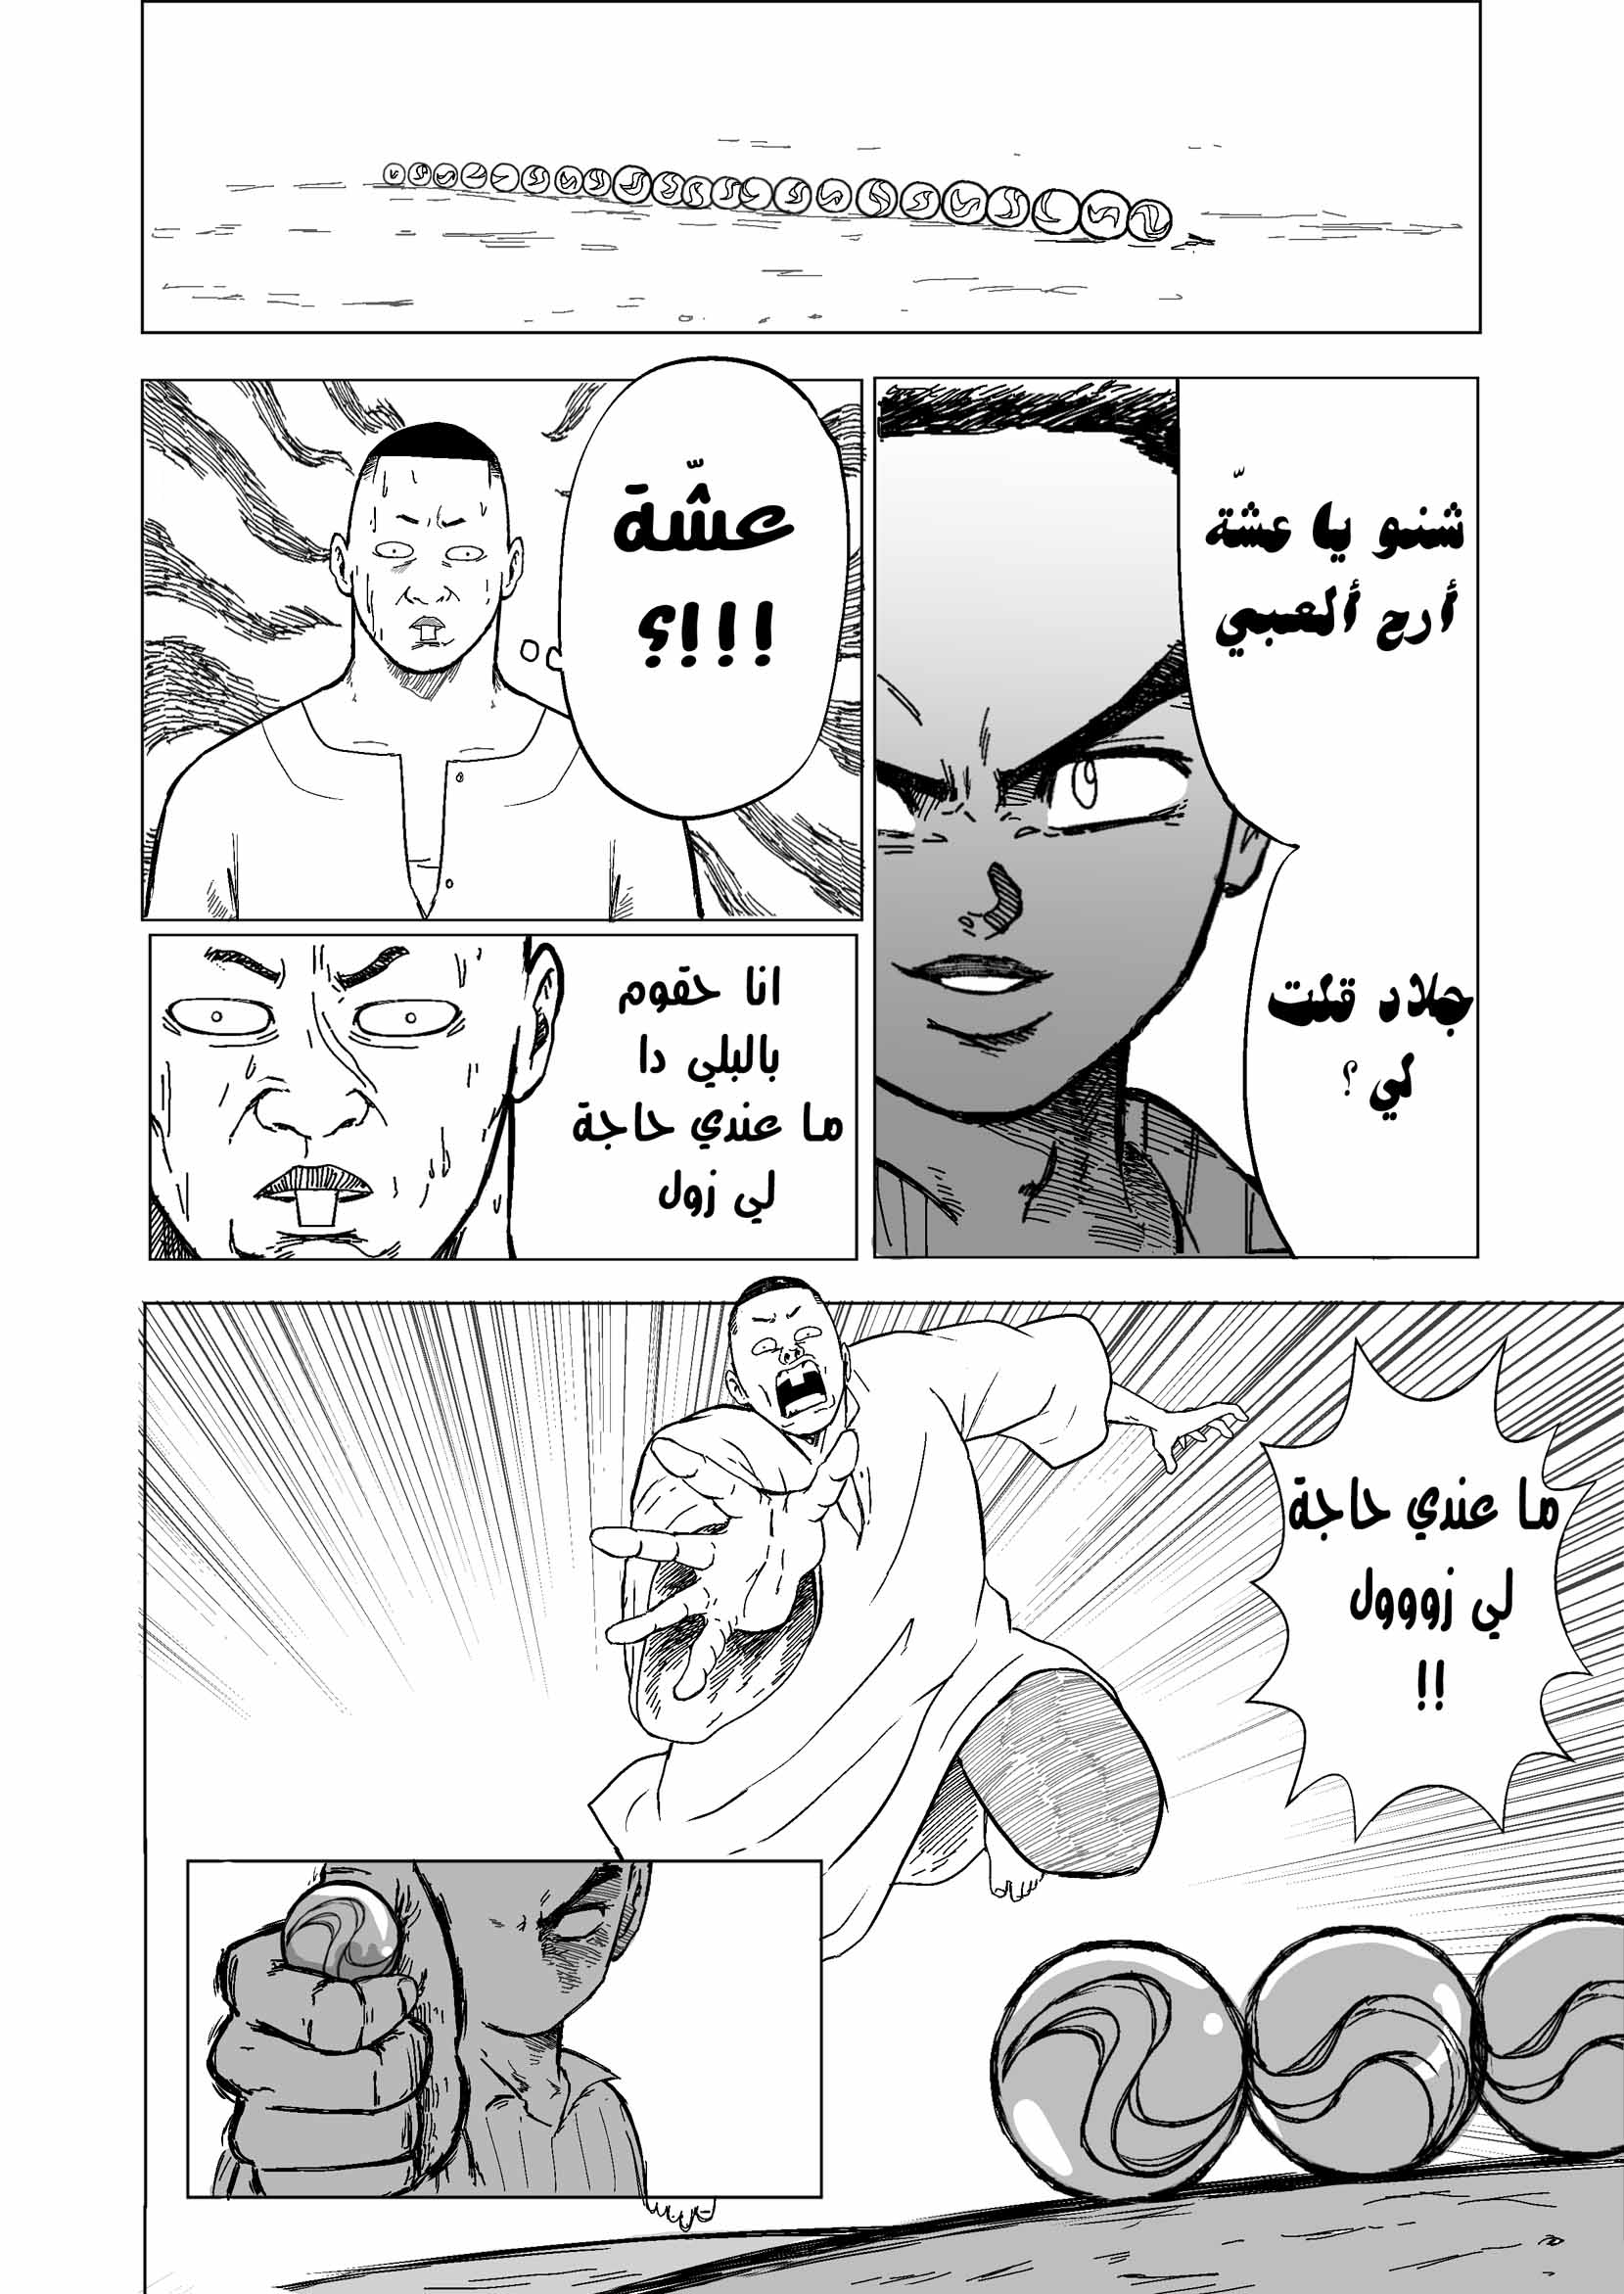 شنو يا عشّة
أرح ألعبي
جلاد قلت
لي ؟
عشّة
!!!؟
انا حقوم
بالبلي دا
ما عندي حاجة
لي زول
ما عندي حاجة
لي زووول
!!